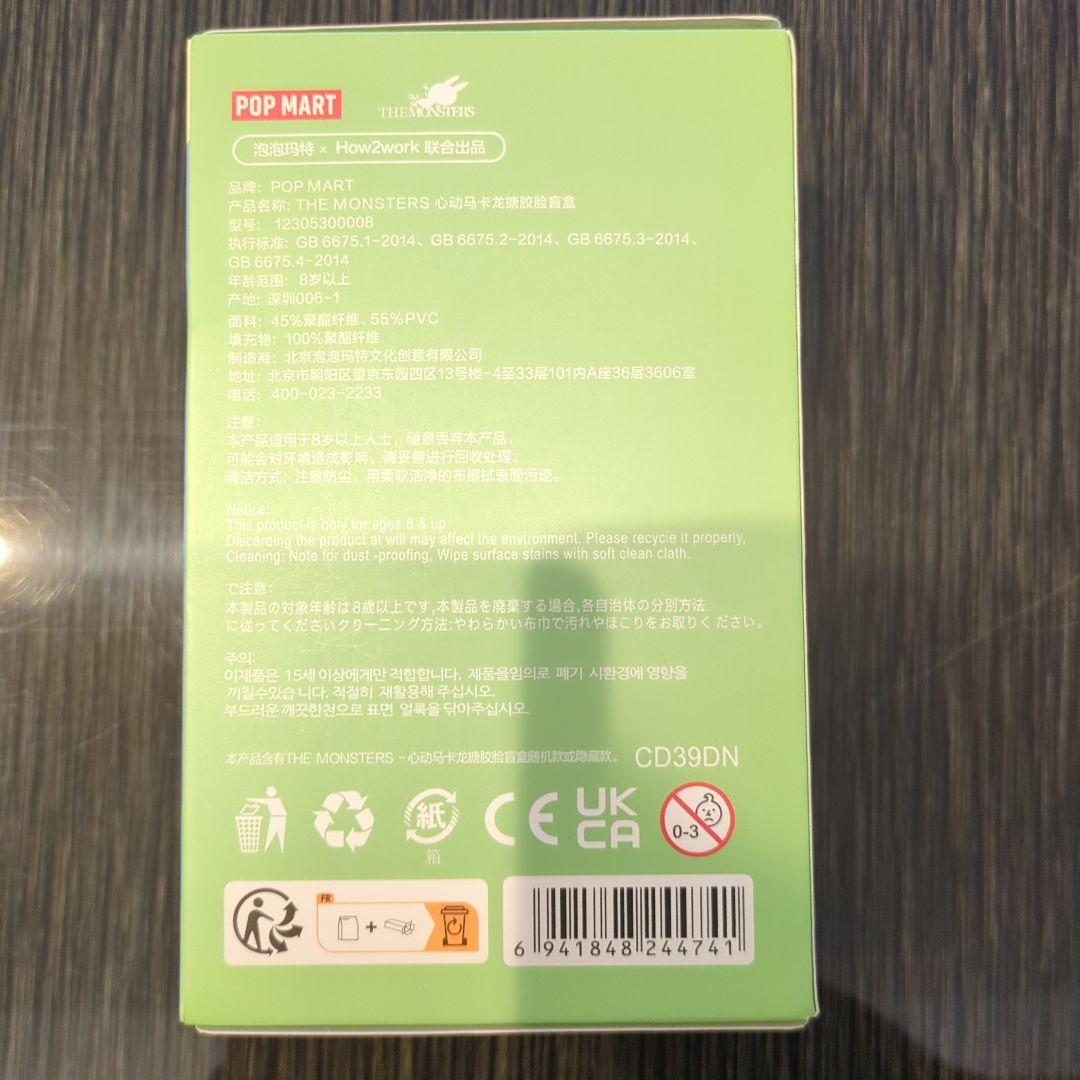 POP MART
THE MONSTERS
泡泡玛特 × How2work 联合出品
品牌: POP MART
产品名称: THE MONSTERS 心动马卡龙搪胶脸盲盒
型号: 12305300008
执行标准: GB 6675.1-2014、GB 6675.2-2014、GB 6675.3-2014、
GB 6675.4-2014
年龄范围: 8岁以上
产地: 深圳006-1
面料: 45%聚酯纤维、55%PVC
填充物: 100%聚酯纤维
制造商: 北京泡泡玛特文化创意有限公司
地址: 北京市朝阳区望京东园四区13号楼-4至33层101内A座36层3606室
电话: 400-023-2233
注意:
本产品适用于8岁以上人士，随意丢弃本产品，
可能会对环境造成影响，请妥善进行回收处理。
清洁方式: 注意防尘，用柔软洁净的布擦拭表面污迹。
Netice:
This product is only for ages 8 & up.
Discarding the product at will may affecl the environment. Please recycie it properly,
Cleaning: Note for dust -proofing, Wipe surface stains with soft clean clath.
で注意:
本製品の対象年齢は8歳以上です,本製品を廃棄する場合,各自治体の分別方法
に従ってくださいクリーニング方法:やわらかい布巾で汚れやほこりをお取りく ださい。
주의:
이제품은 15세 이상에게만 적합합니다. 제품을임의로 폐기 시환경에 영향을
끼칠수있습 니다. 적절히 재활용해 주십시오.
부드러운 깨끗한천으로 표면 얼룩을 닦아주십시오.
本产品含有THE MONSTERS - 心动马卡龙搪胶脸盲盒随机款或隐藏款。 CD39DN
紙
箱
CE
UK
CA
0-3
FR
6 941848 244741